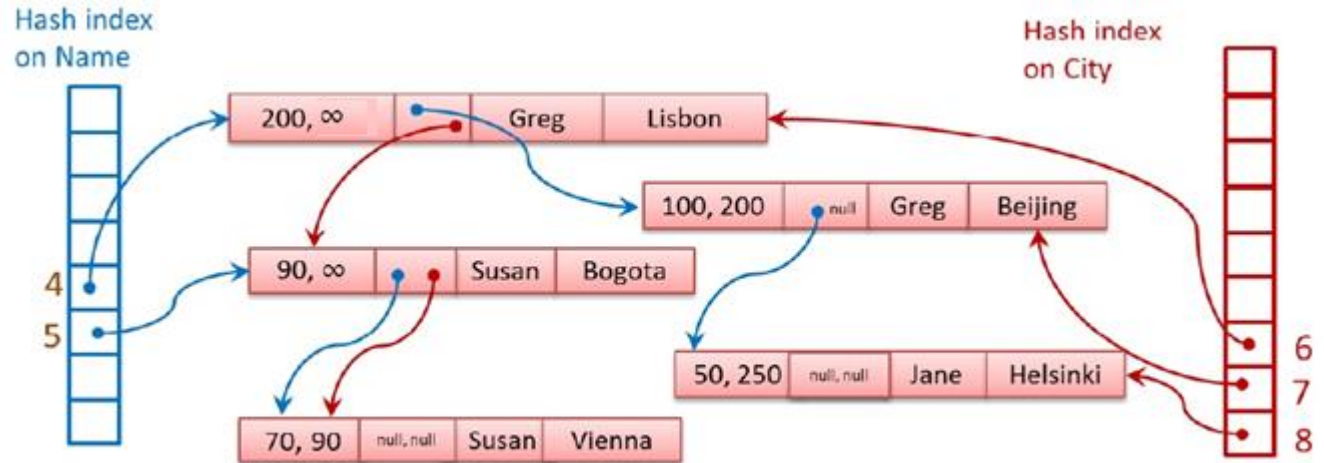 Hash index
on Name
Hash index
on City
200, ∞ Greg Lisbon
100, 200 null Greg Beijing
90, ∞ Susan Bogota
4
5
50, 250 null, null Jane Helsinki
70, 90 null, null Susan Vienna
6
7
8